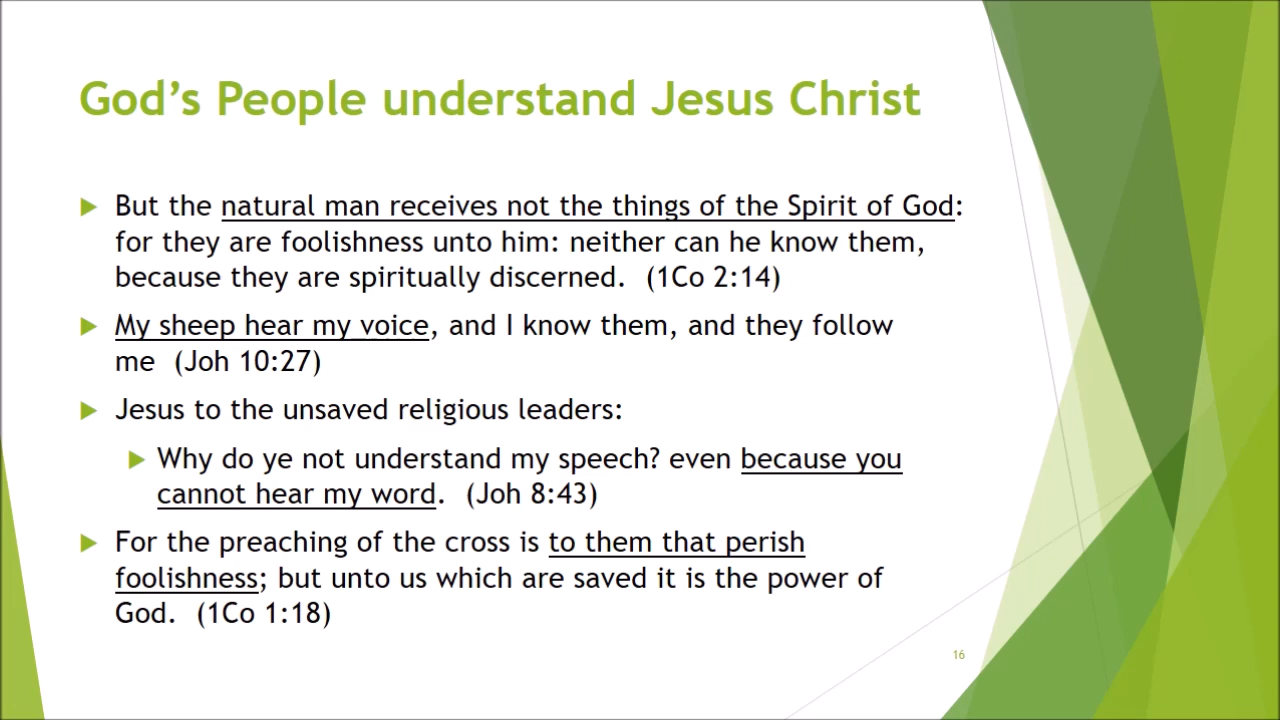 God’s People understand Jesus Christ
But the natural man receives not the things of the Spirit of God:
for they are foolishness unto him: neither can he know them,
because they are spiritually discerned. (1Co 2:14)
My sheep hear my voice, and I know them, and they follow
me (Joh 10:27)
Jesus to the unsaved religious leaders:
Why do ye not understand my speech? even because you
cannot hear my word. (Joh 8:43)
For the preaching of the cross is to them that perish
foolishness; but unto us which are saved it is the power of
God. (1Co 1:18)
16